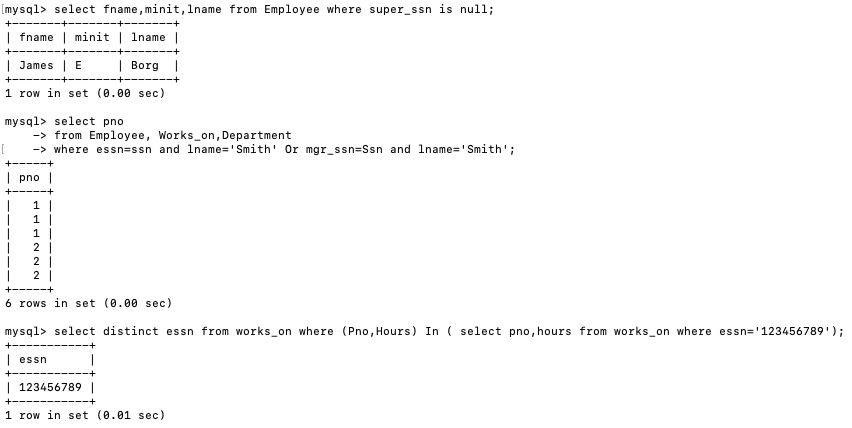 [mysql> select fname,minit,lname from Employee where super_ssn is null;
+-------+-------+-------+
| fname | minit | lname |
+-------+-------+-------+
| James | E     | Borg  |
+-------+-------+-------+
1 row in set (0.00 sec)

mysql> select pno
    -> from Employee, Works_on,Department
[    -> where essn=ssn and lname='Smith' Or mgr_ssn=Ssn and lname='Smith';
+-----+
| pno |
+-----+
|   1 |
|   1 |
|   1 |
|   2 |
|   2 |
|   2 |
+-----+
6 rows in set (0.00 sec)

mysql> select distinct essn from works_on where (Pno,Hours) In ( select pno,hours from works_on where essn='123456789');
+-----------+
| essn      |
+-----------+
| 123456789 |
+-----------+
1 row in set (0.01 sec)